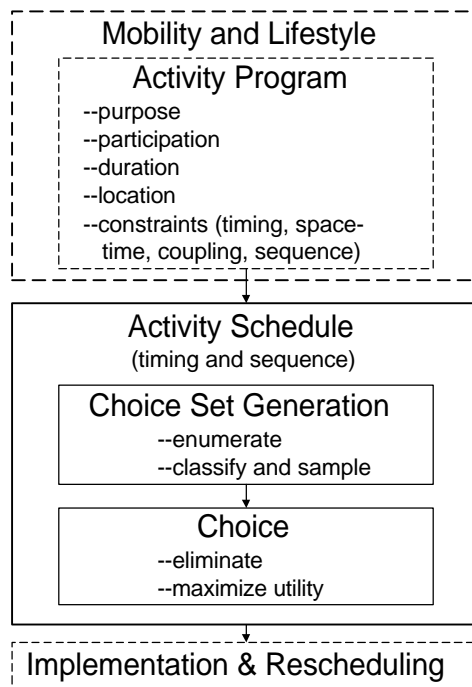 Mobility and Lifestyle
Activity Program
--purpose
--participation
--duration
--location
--constraints (timing, space-
time, coupling, sequence)
Activity Schedule
(timing and sequence)
Choice Set Generation
--enumerate
--classify and sample
Choice
--eliminate
--maximize utility
Implementation & Rescheduling